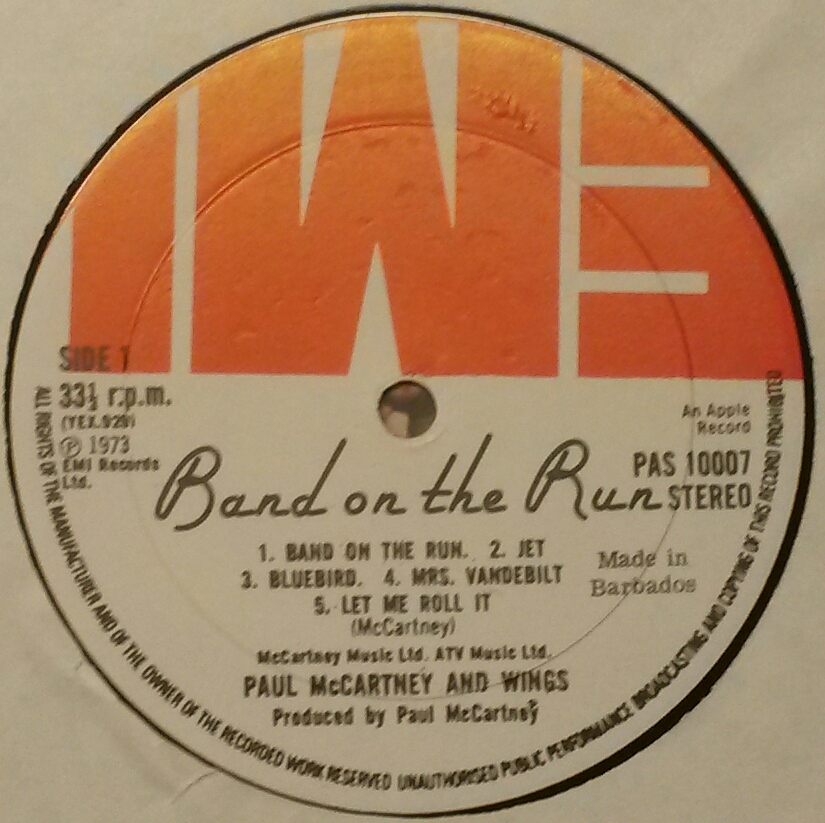 SIDE 1
33⅓ r.p.m.
(YEX.929)
℗ 1973
EMI Records
Ltd.
An Apple
Record
PAS 10007
STEREO
Band on the Run
1. BAND ON THE RUN. 2. JET
3. BLUEBIRD. 4. MRS. VANDEBILT
5. LET ME ROLL IT
(McCartney)
Made in
Barbados
McCartney Music Ltd. ATV Music Ltd.
PAUL McCARTNEY AND WINGS
Produced by Paul McCartney
ALL RIGHTS OF THE MANUFACTURER AND OF THE OWNER OF THE RECORDED WORK RESERVED UNAUTHORISED PUBLIC PERFORMANCE BROADCASTING AND COPYING OF THIS RECORD PROHIBITED